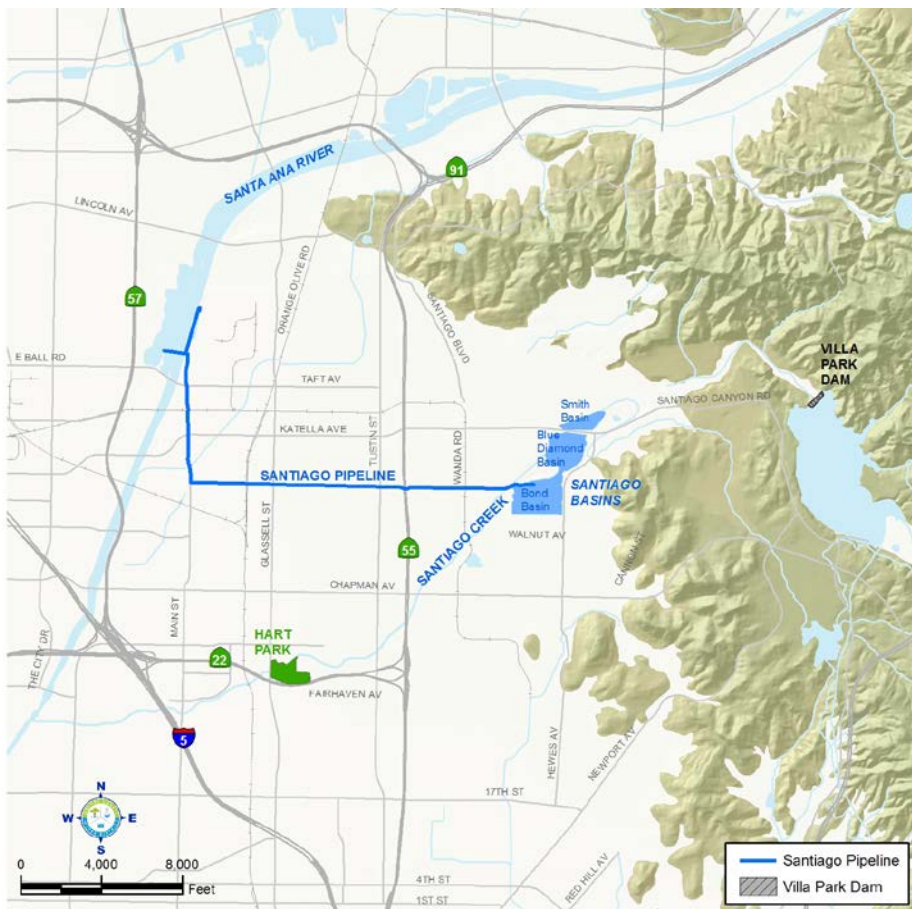 SANTA ANA RIVER
91
LINCOLN AV
57
ORANGE OLIVE RD
SANTIAGO BLVD
E BALL RD
TAFT AV
VILLA
PARK
DAM
SANTIAGO CANYON RD
Smith
Basin
KATELLA AVE
TUSTIN ST
WANDA RD
Blue
Diamond
Basin
SANTIAGO PIPELINE
SANTIAGO
BASINS
Bond
Basin
GLASSELL ST
SANTIAGO CREEK
WALNUT AV
55
CANNON ST
CHAPMAN AV
MAIN ST
HART
PARK
22
THE CITY DR
FAIRHAVEN AV
5
HEWES AV
NEWPORT AV
N
W
E
S
17TH ST
0
4,000
8,000
Feet
4TH ST
1ST ST
RED HILL AV
Santiago Pipeline
Villa Park Dam